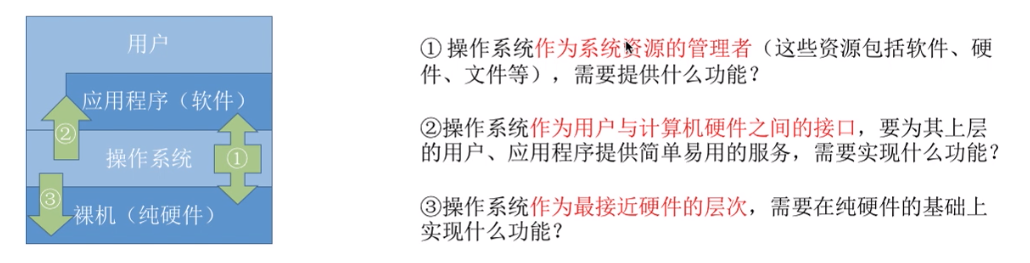 用户
应用程序（软件）
②
操作系统
①
③
裸机（纯硬件）
① 操作系统作为系统资源的管理者（这些资源包括软件、硬
件、文件等），需要提供什么功能？
②操作系统作为用户与计算机硬件之间的接口，要为其上层
的用户、应用程序提供简单易用的服务，需要实现什么功能？
③操作系统作为最接近硬件的层次，需要在纯硬件的基础上
实现什么功能？